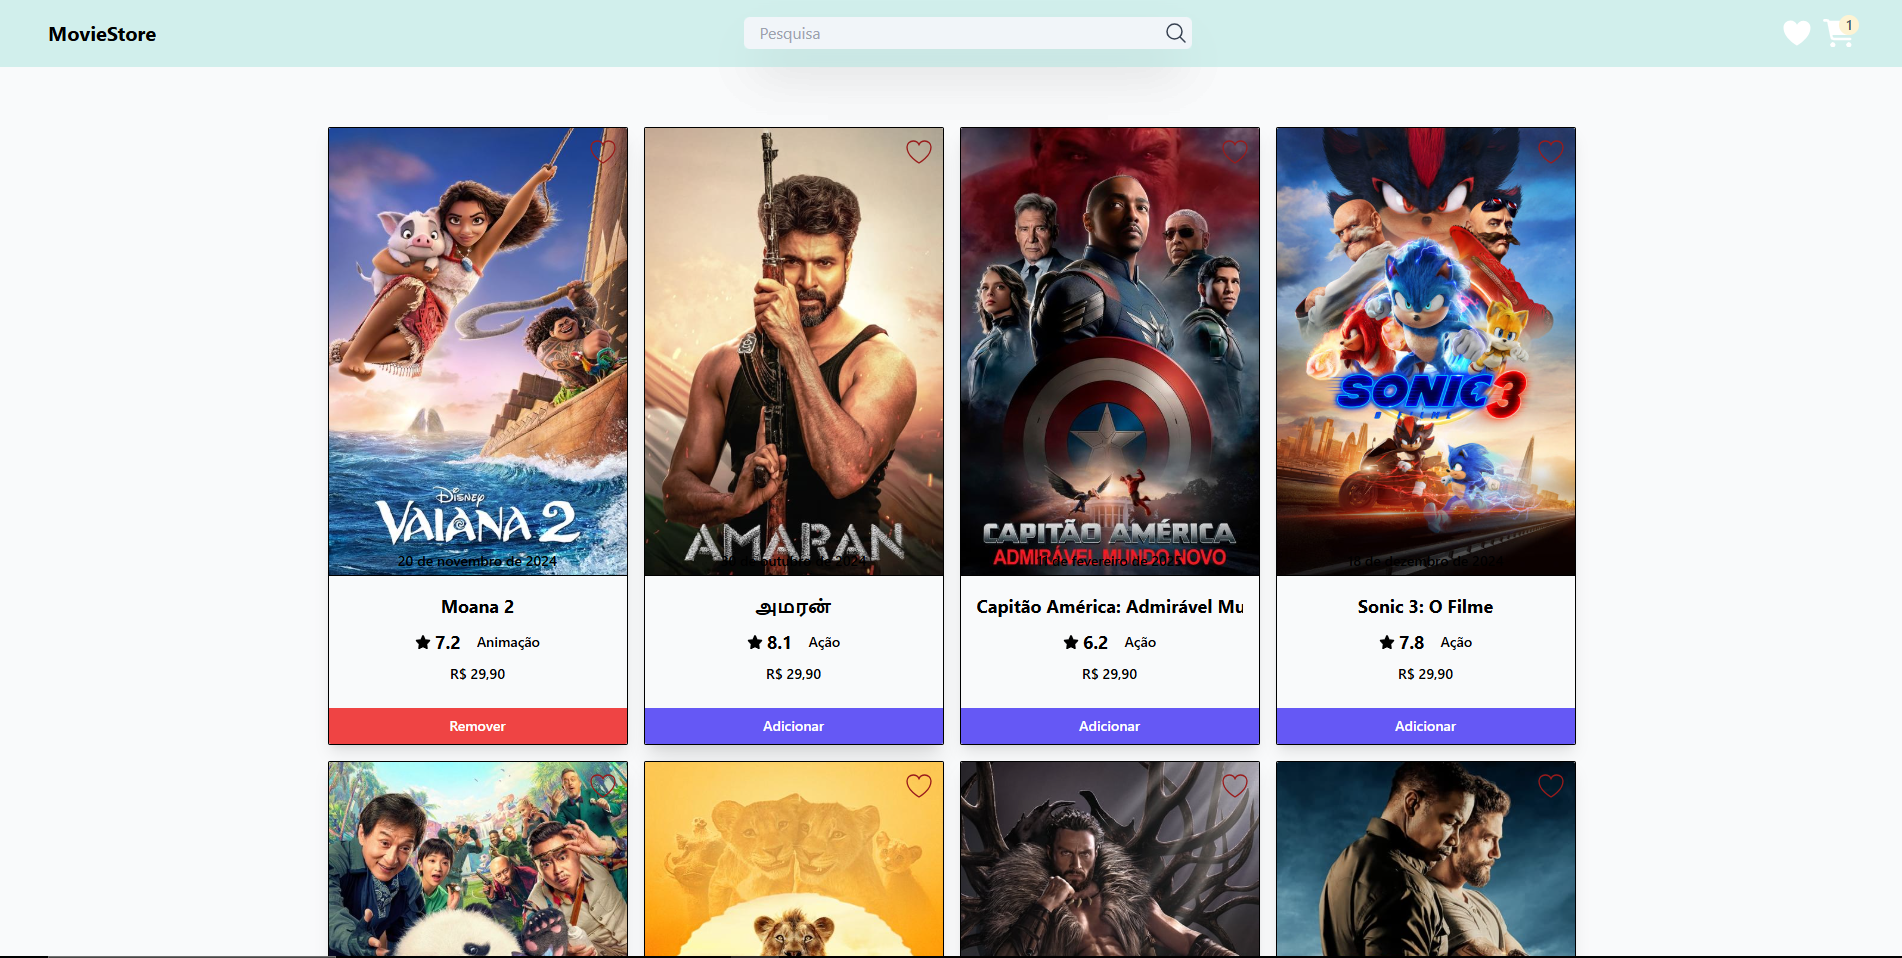 MovieStore
Pesquisa
1
DISNEY
VAIANA 2
20 de novembro de 2024
Moana 2
7.2 Animação
R$ 29,90
Remover
AMARAN
de outubro de 2024
அமரன்
8.1 Ação
R$ 29,90
Adicionar
CAPITÃO AMÉRICA
ADMIRÁVEL MUNDO NOVO
de fevereiro de
Capitão América: Admirável Mu
6.2 Ação
R$ 29,90
Adicionar
SONIC 3
O FILME
18 de dezembro de 2024
Sonic 3: O Filme
7.8 Ação
R$ 29,90
Adicionar